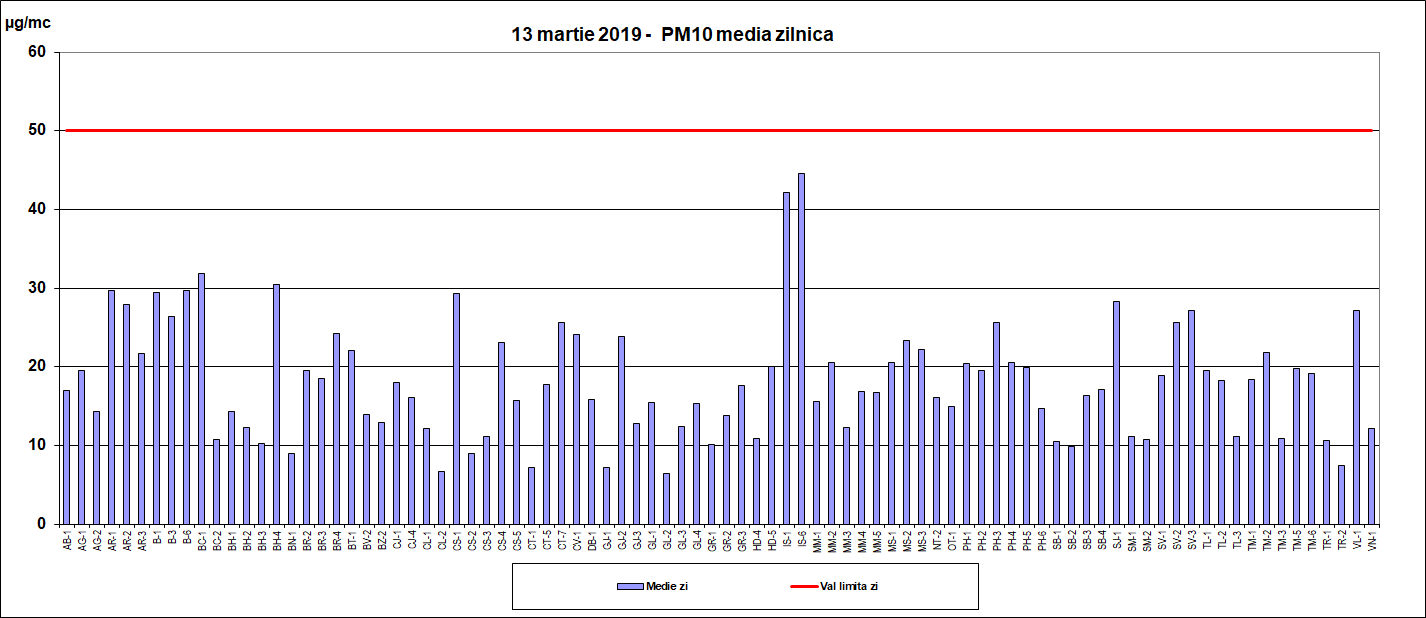 µg/mc
13 martie 2019 - PM10 media zilnica
60
50
40
30
20
10
0
AB-1 AG-1 AG-2 AR-1 AR-2 AR-3 B-1 B-3 B-6 BC-1 BC-2 BH-1 BH-2 BH-3 BH-4 BN-1 BR-2 BR-3 BR-4 BT-1 BV-2 BZ-2 CJ-1 CJ-4 CL-1 CL-2 CS-1 CS-2 CS-3 CS-4 CS-5 CT-1 CT-5 CT-7 CV-1 DB-1 GJ-1 GJ-2 GJ-3 GL-1 GL-2 GL-3 GL-4 GR-1 GR-2 GR-3 HD-4 HD-5 IS-1 IS-6 MM-1 MM-2 MM-3 MM-4 MM-5 MS-1 MS-2 MS-3 NT-2 OT-1 PH-1 PH-2 PH-3 PH-4 PH-5 PH-6 SB-1 SB-2 SB-3 SB-4 SJ-1 SM-1 SM-2 SV-1 SV-2 SV-3 TL-1 TL-2 TL-3 TM-1 TM-2 TM-4 TM-5 TM-6 TR-1 TR-2 VL-1 VN-1
Medie zi
Val limita zi